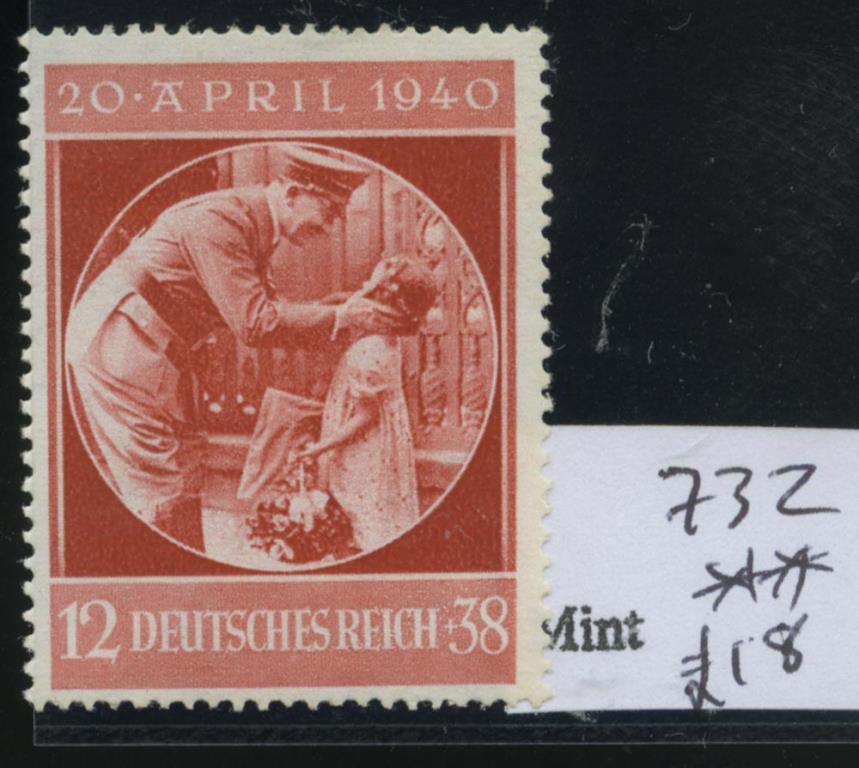 20·APRIL 1940
12 DEUTSCHES REICH+38
732
**
Mint
£18